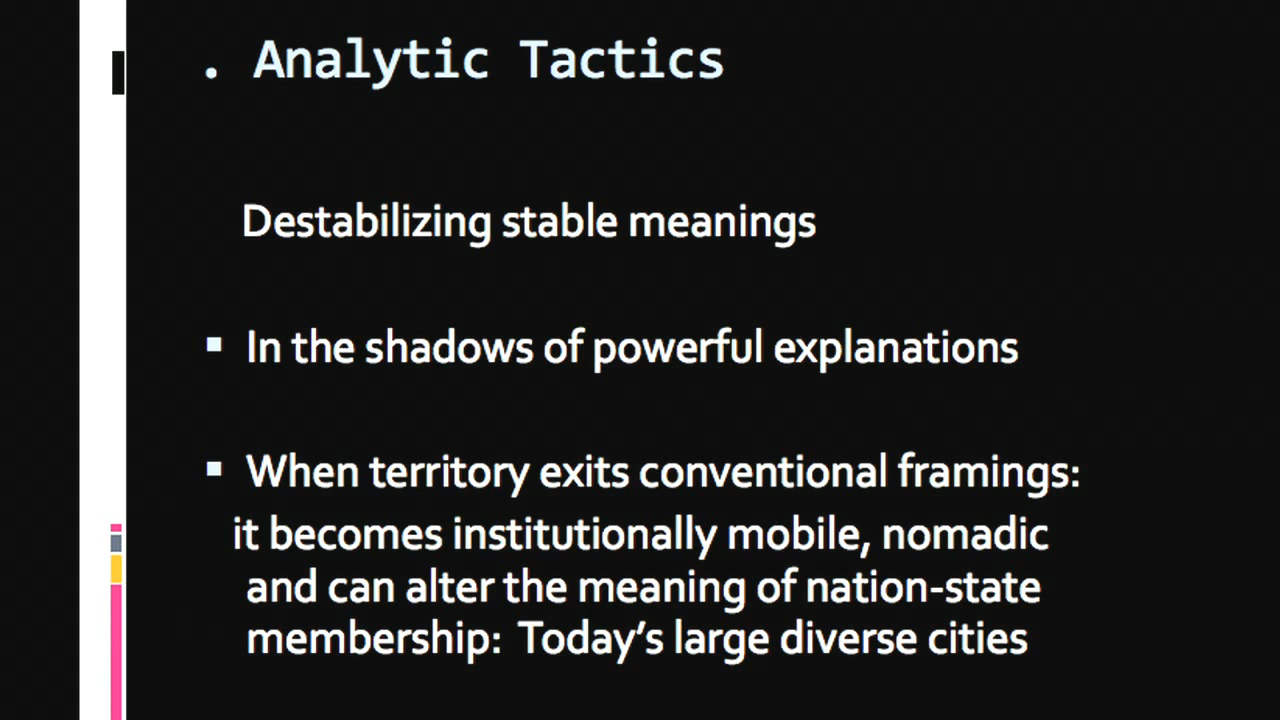 . Analytic Tactics
Destabilizing stable meanings
▪ In the shadows of powerful explanations
▪ When territory exits conventional framings:
it becomes institutionally mobile, nomadic
and can alter the meaning of nation-state
membership: Today’s large diverse cities